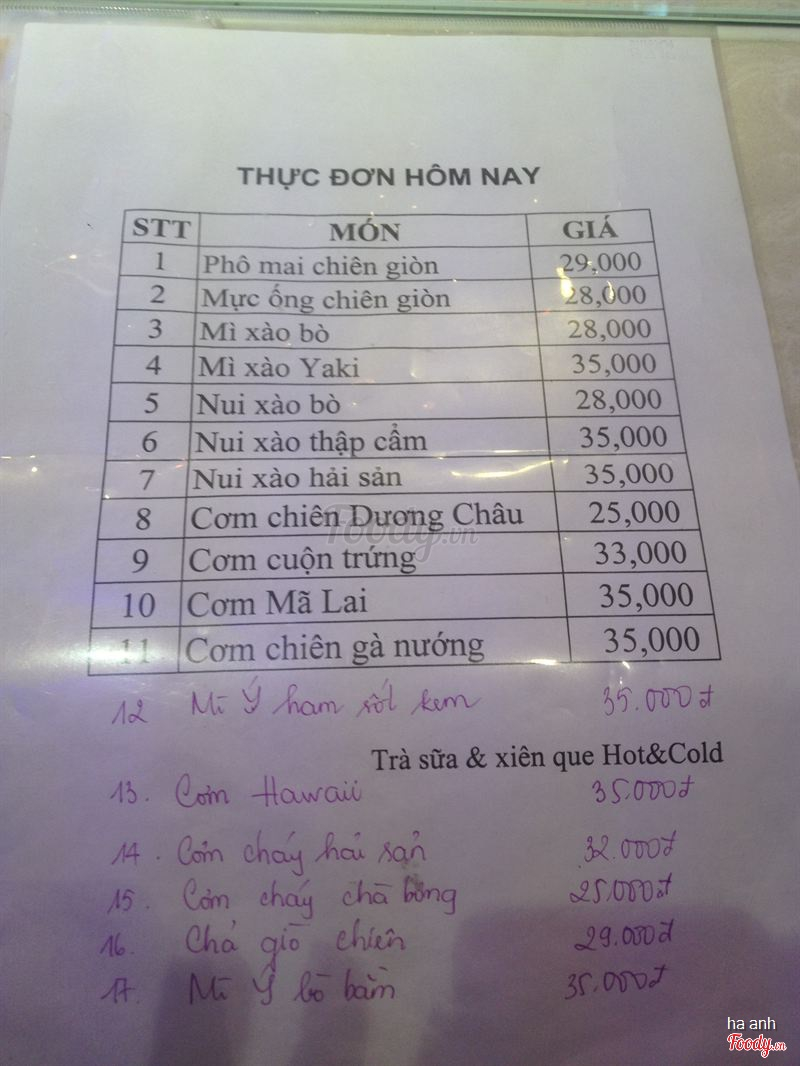 THỰC ĐƠN HÔM NAY
STT MÓN GIÁ
1 Phô mai chiên giòn 29,000
2 Mực ống chiên giòn 28,000
3 Mì xào bò 28,000
4 Mì xào Yaki 35,000
5 Nui xào bò 28,000
6 Nui xào thập cẩm 35,000
7 Nui xào hải sản 35,000
8 Cơm chiên Dương Châu 25,000
9 Cơm cuộn trứng 33,000
10 Cơm Mã Lai 35,000
11 Cơm chiên gà nướng 35,000
12 Mì Ý ham sốt kem 35.000đ
Trà sữa & xiên que Hot&Cold
13. Cơm Hawaii 35.000đ
14. Cơm cháy hải sản 32.000đ
15. Cơm cháy chà bông 25.000đ
16. Chả giò chiên 29.000đ
17. Mì Ý bò bằm 35.000đ
Foody.vn
ha anh
Foody.vn